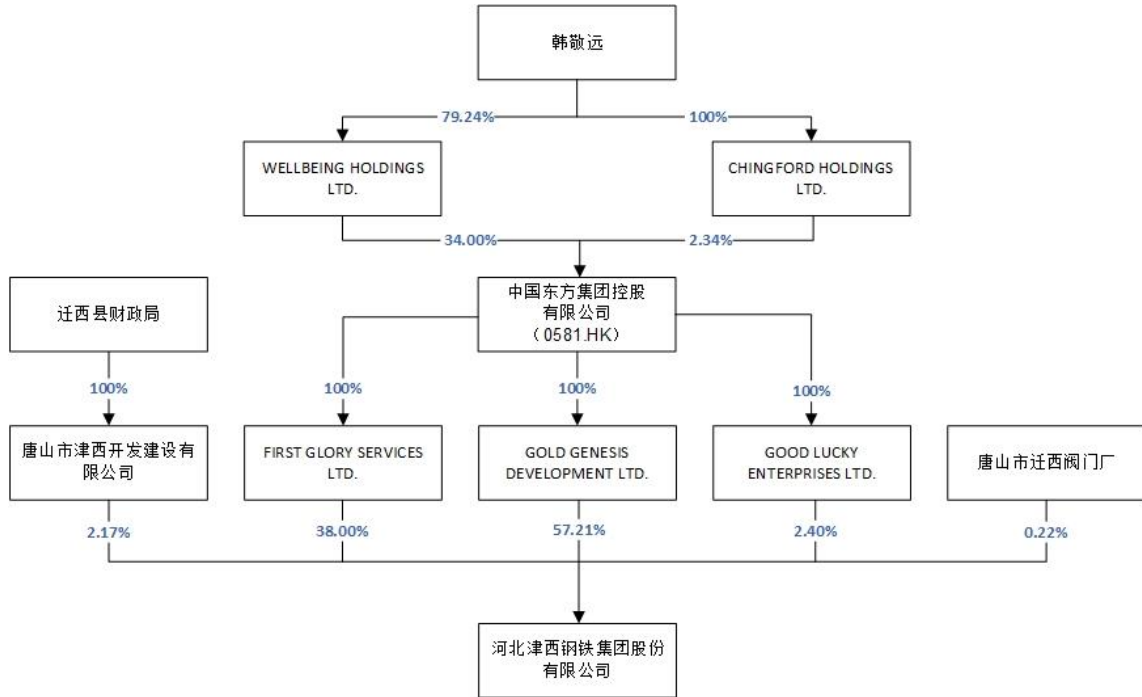 韩敬远
79.24%
100%
WELLBEING HOLDINGS
LTD.
CHINGFORD HOLDINGS
LTD.
34.00%
2.34%
迁西县财政局
中国东方集团控股
有限公司
（0581.HK）
100%
100%
100%
100%
唐山市津西开发建设有
限公司
FIRST GLORY SERVICES
LTD.
GOLD GENESIS
DEVELOPMENT LTD.
GOOD LUCKY
ENTERPRISES LTD.
唐山市迁西阀门厂
2.17%
38.00%
57.21%
2.40%
0.22%
河北津西钢铁集团股份
有限公司